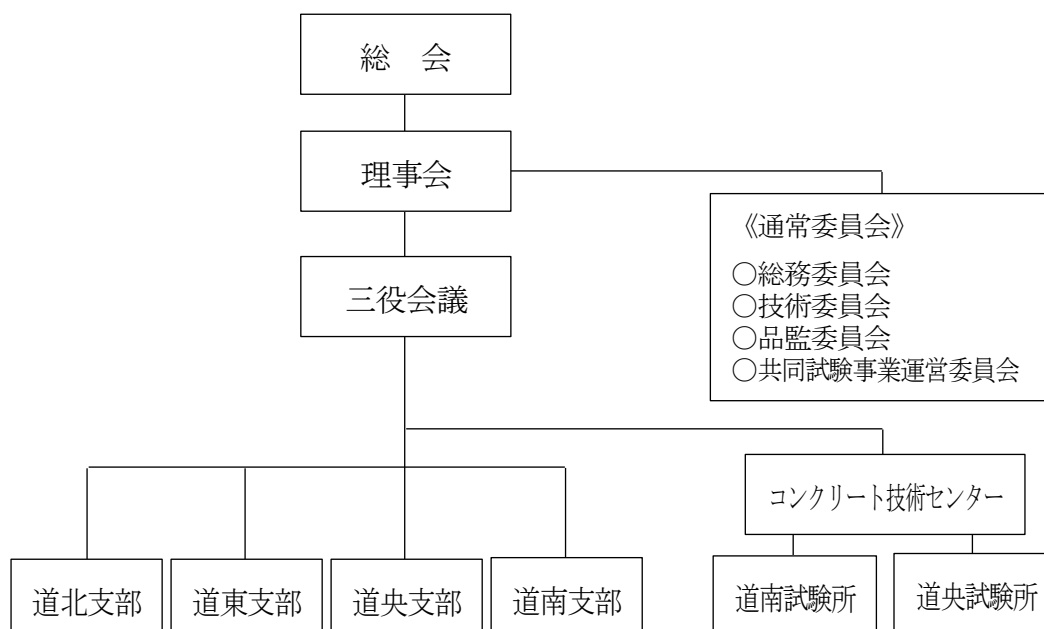 総　会
理事会
《通常委員会》
○総務委員会
○技術委員会
○品監委員会
○共同試験事業運営委員会
三役会議
コンクリート技術センター
道北支部
道東支部
道央支部
道南支部
道南試験所
道央試験所